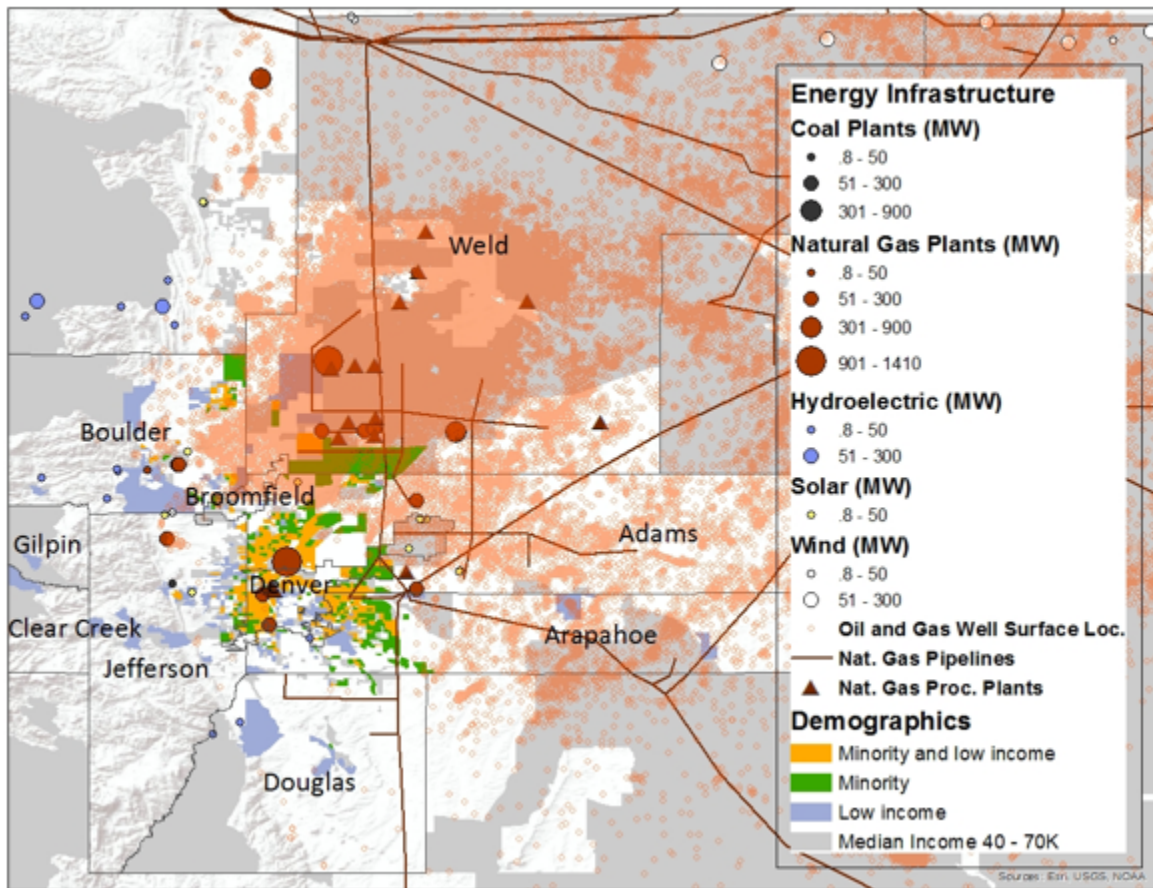 Weld
Boulder
Broomfield
Gilpin
Adams
Denver
Clear Creek
Arapahoe
Jefferson
Douglas
Energy Infrastructure
Coal Plants (MW)
.8 - 50
51 - 300
301 - 900
Natural Gas Plants (MW)
.8 - 50
51 - 300
301 - 900
901 - 1410
Hydroelectric (MW)
.8 - 50
51 - 300
Solar (MW)
.8 - 50
Wind (MW)
.8 - 50
51 - 300
Oil and Gas Well Surface Loc.
Nat. Gas Pipelines
Nat. Gas Proc. Plants
Demographics
Minority and low income
Minority
Low income
Median Income 40 - 70K
Sources: Esri, USGS, NOAA